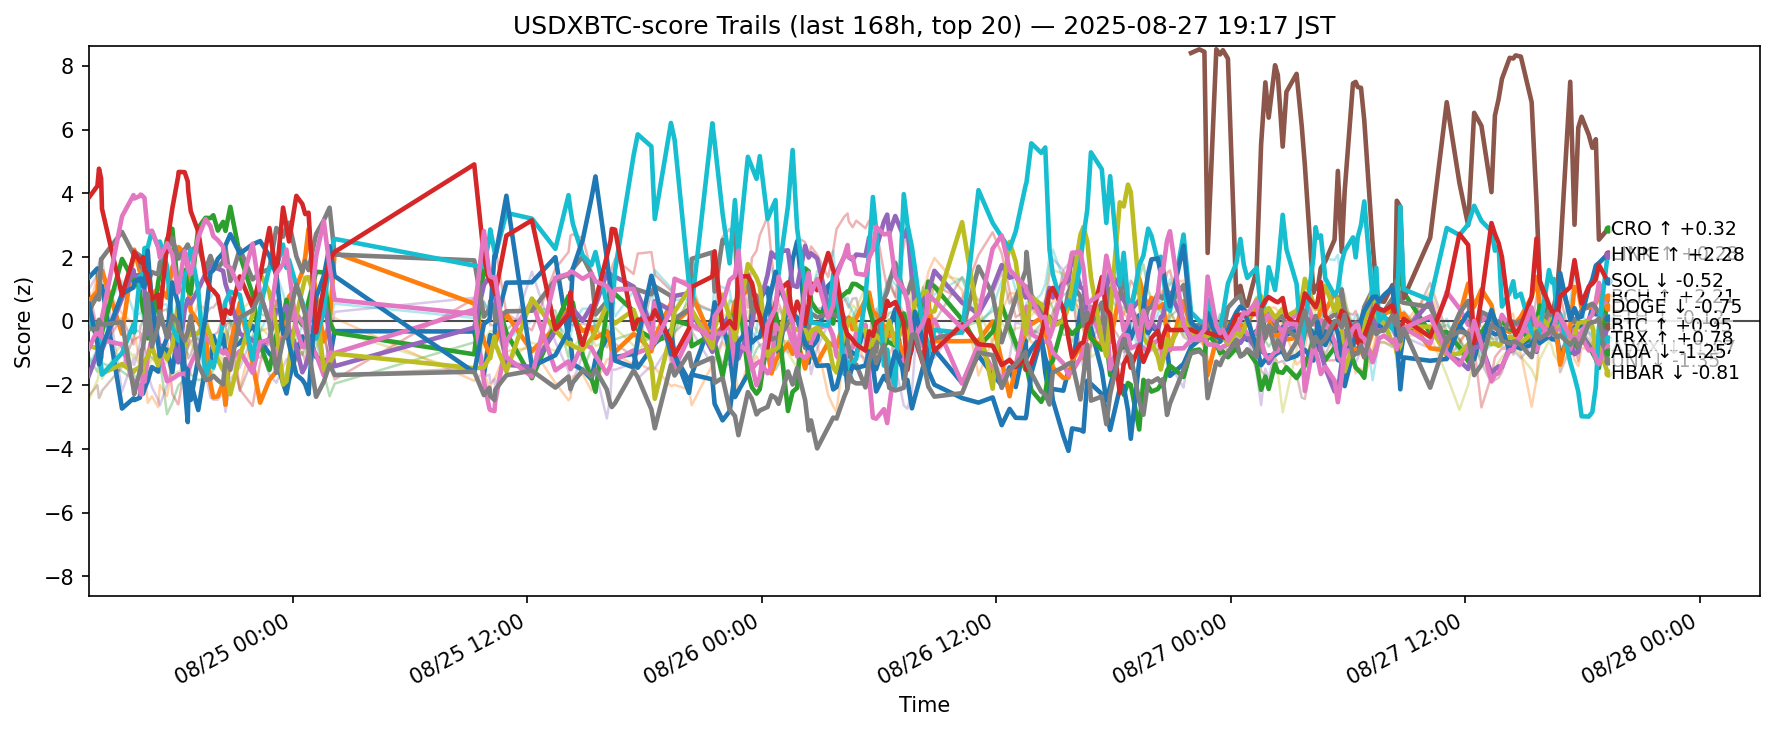 USDXBTC-score Trails (last 168h, top 20) — 2025-08-27 19:17 JST
Score (z)
8
6
4
2
0
−2
−4
−6
−8
CRO ↑ +0.32
HYPE ↑ +2.28
SOL ↓ -0.52
BCH ↑ +2.21
DOGE ↓ -0.75
BTC ↑ +0.95
TRX ↑ +0.78
ADA ↓ -1.25
HBAR ↓ -0.81
08/25 00:00
08/25 12:00
08/26 00:00
08/26 12:00
08/27 00:00
08/27 12:00
08/28 00:00
Time